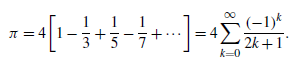 π = 4[1 − 1/3 + 1/5 − 1/7 + ···] = 4 ∑_{k=0}^{∞} (−1)^k/(2k + 1).